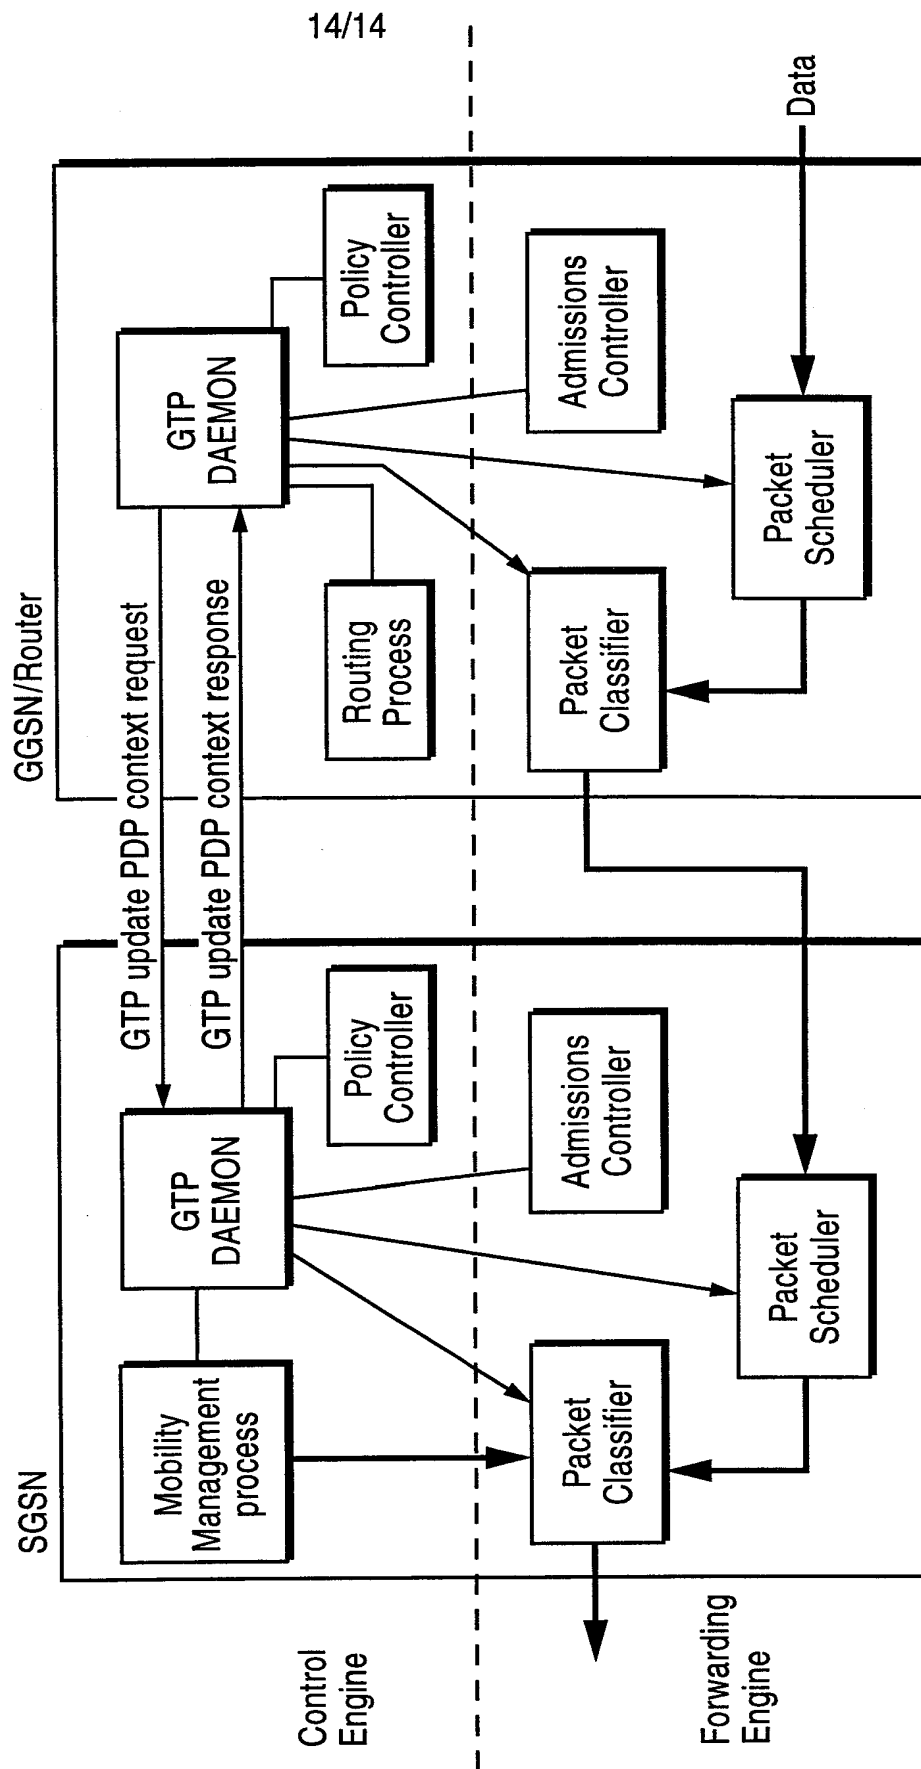 14/14
SGSN
GGSN/Router
Mobility
Management
process
GTP
DAEMON
GTP update PDP context request
GTP update PDP context response
GTP
DAEMON
Policy
Controller
Routing
Process
Policy
Controller
Control
Engine
Packet
Classifier
Admissions
Controller
Packet
Classifier
Admissions
Controller
Forwarding
Engine
Packet
Scheduler
Packet
Scheduler
Data